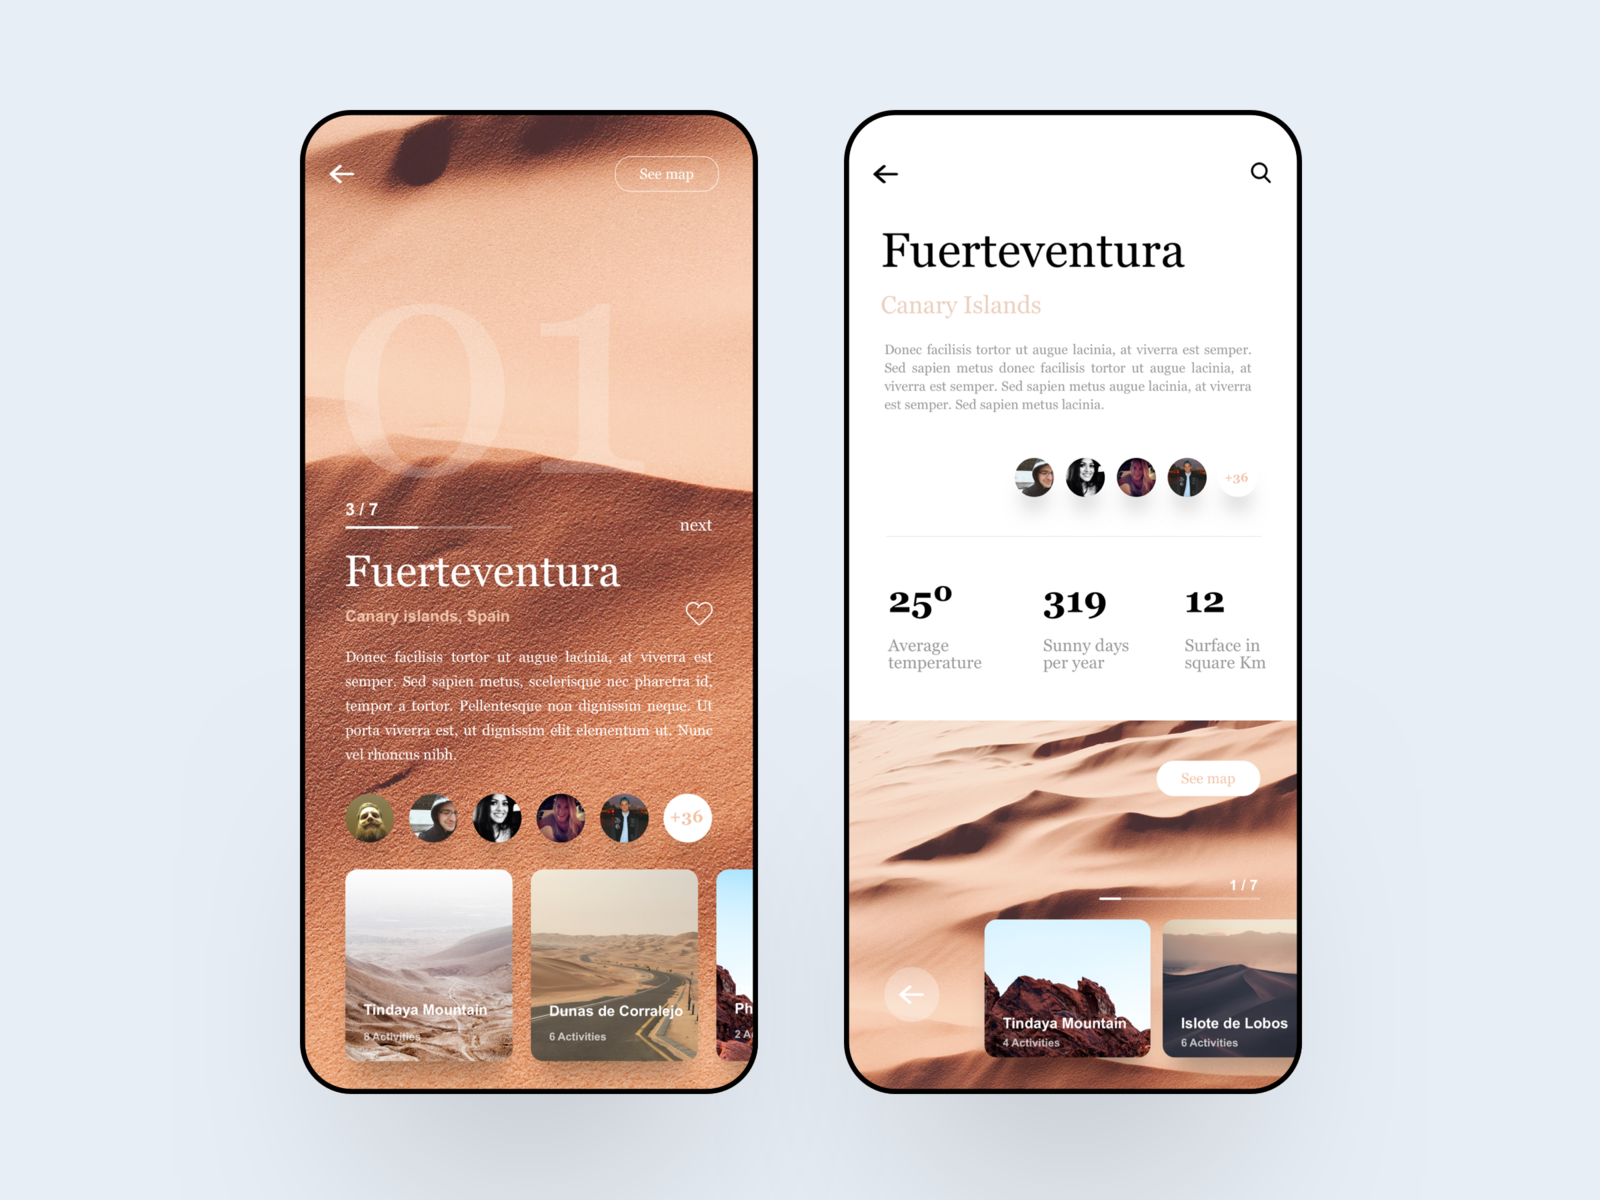 See map
01
3 / 7
next
Fuerteventura
Canary islands, Spain
Donec facilisis tortor ut augue lacinia, at viverra est
semper. Sed sapien metus, scelerisque nec pharetra id,
tempor a tortor. Pellentesque non dignissim neque. Ut
porta viverra est, ut dignissim elit elementum ut. Nunc
vel rhoncus nibh.
+36
Tindaya Mountain
8 Activities
Dunas de Corralejo
6 Activities
Ph
2 A
Fuerteventura
Canary Islands
Donec facilisis tortor ut augue lacinia, at viverra est semper.
Sed sapien metus donec facilisis tortor ut augue lacinia, at
viverra est semper. Sed sapien metus augue lacinia, at viverra
est semper. Sed sapien metus lacinia.
+36
25º
Average
temperature
319
Sunny days
per year
12
Surface in
square Km
See map
1 / 7
Tindaya Mountain
4 Activities
Islote de Lobos
6 Activities